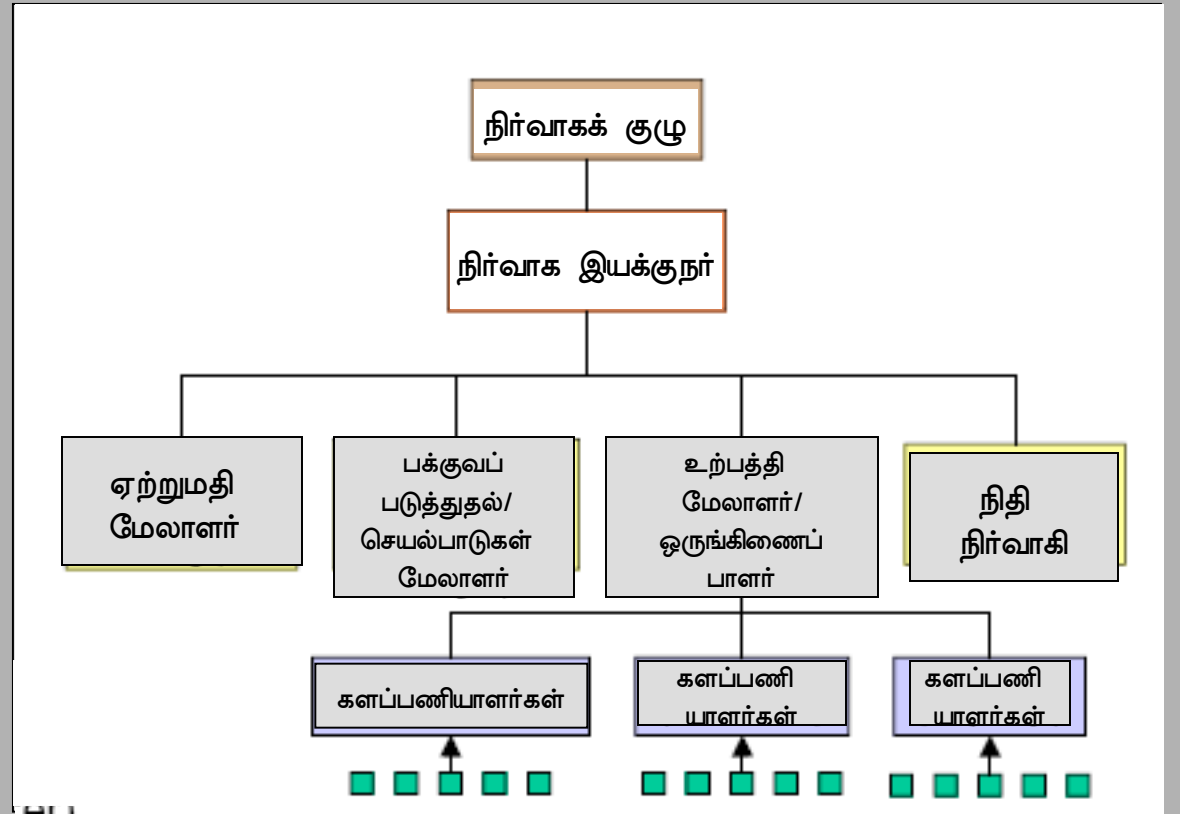 நிர்வாகக் குழு
நிர்வாக இயக்குநர்
ஏற்றுமதி
மேலாளர்
பக்குவப்
படுத்துதல்/
செயல்பாடுகள்
மேலாளர்
உற்பத்தி
மேலாளர்/
ஒருங்கிணைப்
பாளர்
நிதி
நிர்வாகி
களப்பணியாளர்கள்
களப்பணி
யாளர்கள்
களப்பணி
யாளர்கள்